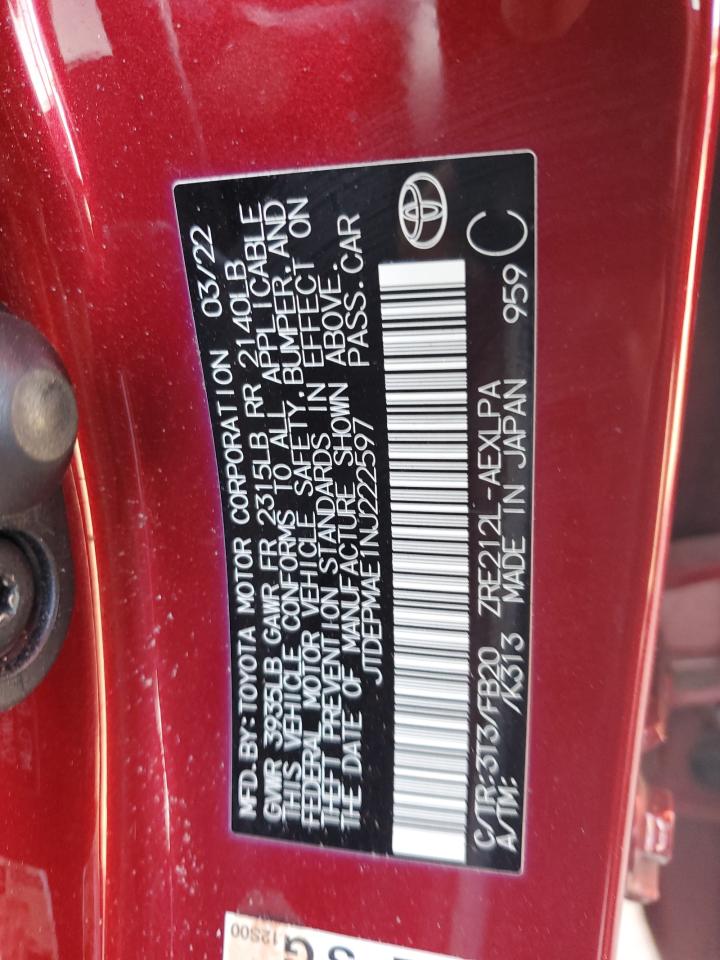 MFD.BY:TOYOTA MOTOR CORPORATION 03/22
GVWR 3935LB GAWR FR 2315LB RR 2140LB
THIS VEHICLE CONFORMS TO ALL APPLICABLE
FEDERAL MOTOR VEHICLE SAFETY,BUMPER,AND
THEFT PREVENTION STANDARDS IN EFFECT ON
THE DATE OF MANUFACTURE SHOWN ABOVE.
JTDEPMAE1NJ222597 PASS.CAR
C/TR:3T3/FB20 ZRE212L-AEXLPA 959 C
A/TM: /K313 MADE IN JAPAN
12S00